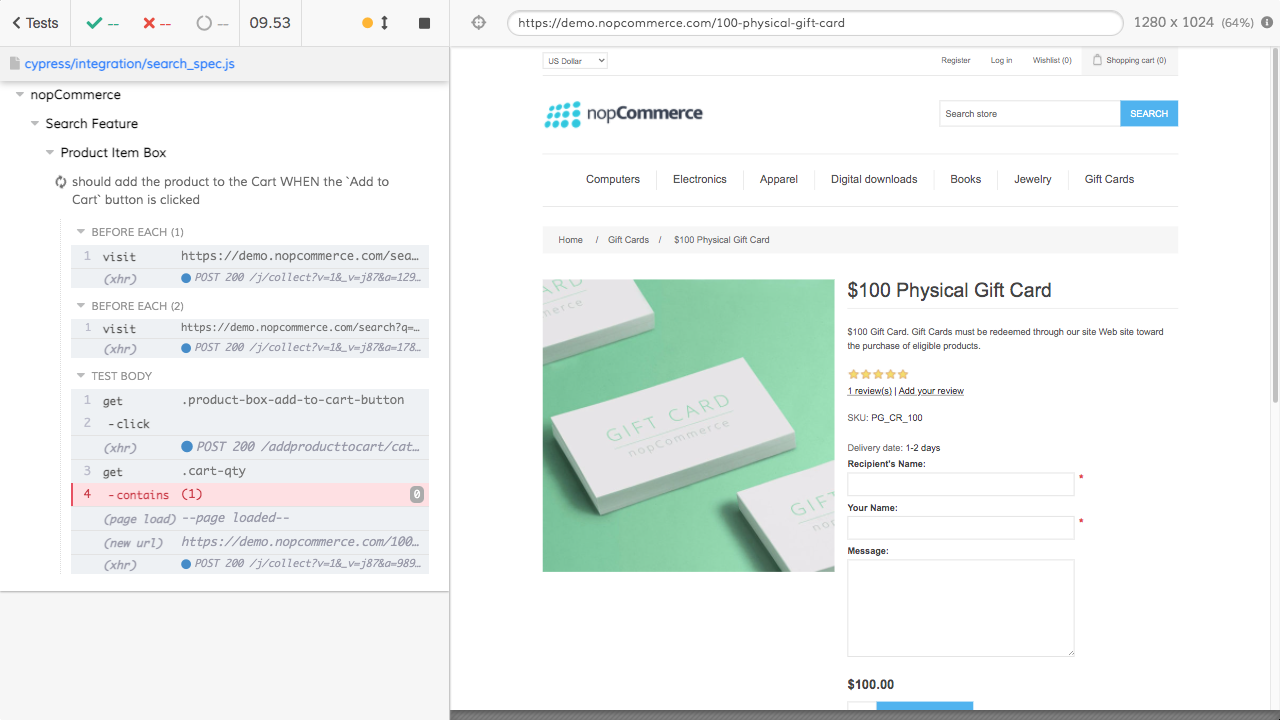 Tests
--
--
--
09.53
https://demo.nopcommerce.com/100-physical-gift-card
1280 x 1024 (64%)
cypress/integration/search_spec.js
nopCommerce
Search Feature
Product Item Box
should add the product to the Cart WHEN the `Add to
Cart` button is clicked
BEFORE EACH (1)
1 visit https://demo.nopcommerce.com/sea...
(xhr) POST 200 /j/collect?v=1&_v=j87&a=129...
BEFORE EACH (2)
1 visit https://demo.nopcommerce.com/search?q=...
(xhr) POST 200 /j/collect?v=1&_v=j87&a=178...
TEST BODY
1 get .product-box-add-to-cart-button
2 -click
(xhr) POST 200 /addproducttocart/cat...
3 get .cart-qty
4 -contains (1) 0
(page load) --page loaded--
(new url) https://demo.nopcommerce.com/100...
(xhr) POST 200 /j/collect?v=1&_v=j87&a=989...
US Dollar
Register Log in Wishlist (0) Shopping cart (0)
nopCommerce
Search store SEARCH
Computers Electronics Apparel Digital downloads Books Jewelry Gift Cards
Home / Gift Cards / $100 Physical Gift Card
CARD
nopCommerce
GIFT CARD
nopCommerce
GIFT
$100 Physical Gift Card
$100 Gift Card. Gift Cards must be redeemed through our site Web site toward
the purchase of eligible products.
1 review(s) | Add your review
SKU: PG_CR_100
Delivery date: 1-2 days
Recipient's Name:
*
Your Name:
*
Message:
$100.00